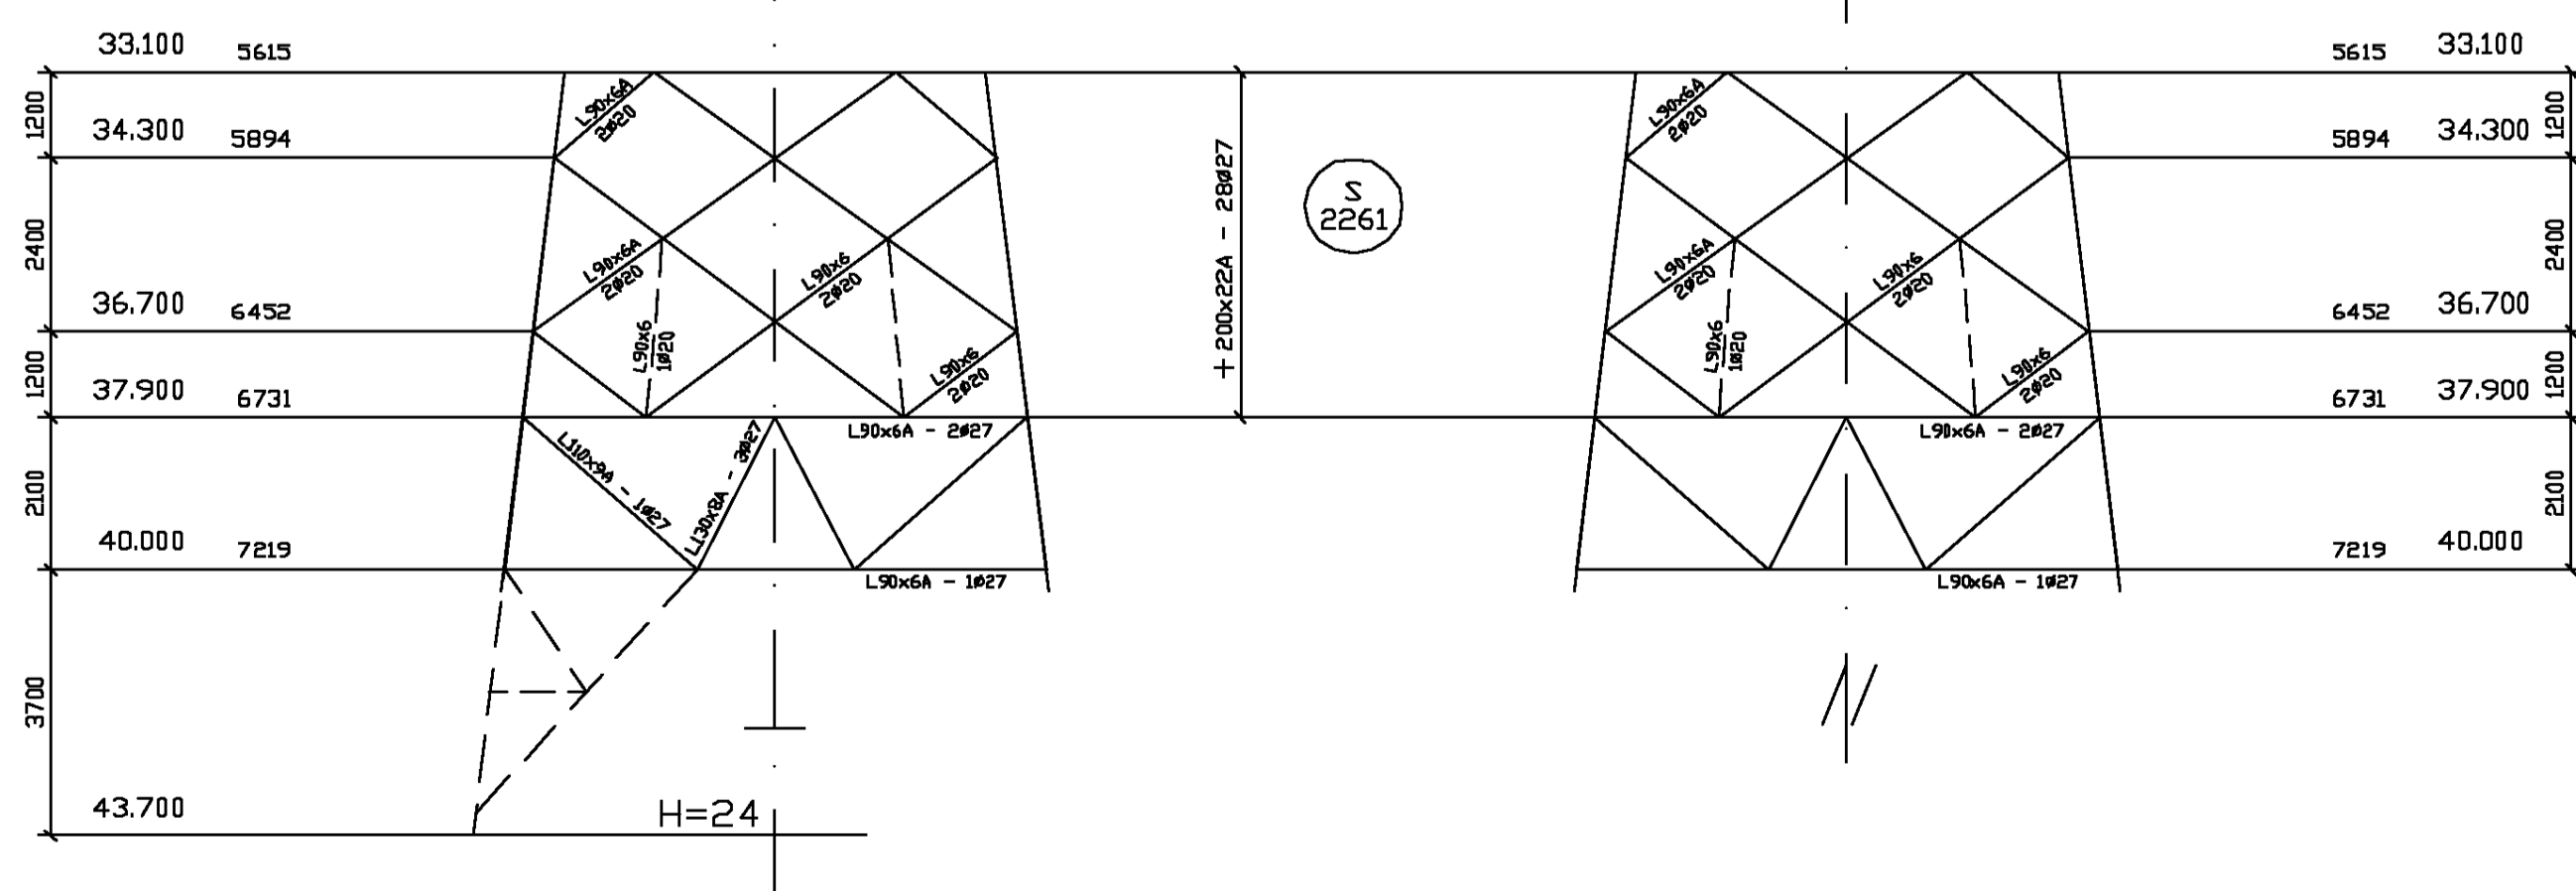 33.100 5615
5615 33.100
1200
L90x6A
2ø20
L90x6A
2ø20
1200
34.300 5894
5894 34.300
+ 200x22A - 28ø27
S
2261
2400
L90x6A
2ø20
L90x6
2ø20
L90x6A
2ø20
L90x6
2ø20
2400
36.700 6452
6452 36.700
L90x6
1ø20
L90x6
2ø20
L90x6
1ø20
L90x6
2ø20
1200
1200
37.900 6731
6731 37.900
L90x6A - 2ø27
L90x6A - 2ø27
L110x9A - 1ø27
L130x8A - 3ø27
2100
2100
40.000 7219
7219 40.000
L90x6A - 1ø27
L90x6A - 1ø27
3700
43.700
H=24